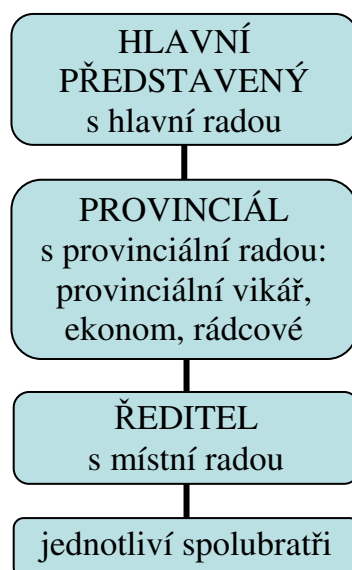 HLAVNÍ
PŘEDSTAVENÝ
s hlavní radou
PROVINCIÁL
s provinciální radou:
provinciální vikář,
ekonom, rádcové
ŘEDITEL
s místní radou
jednotliví spolubratři